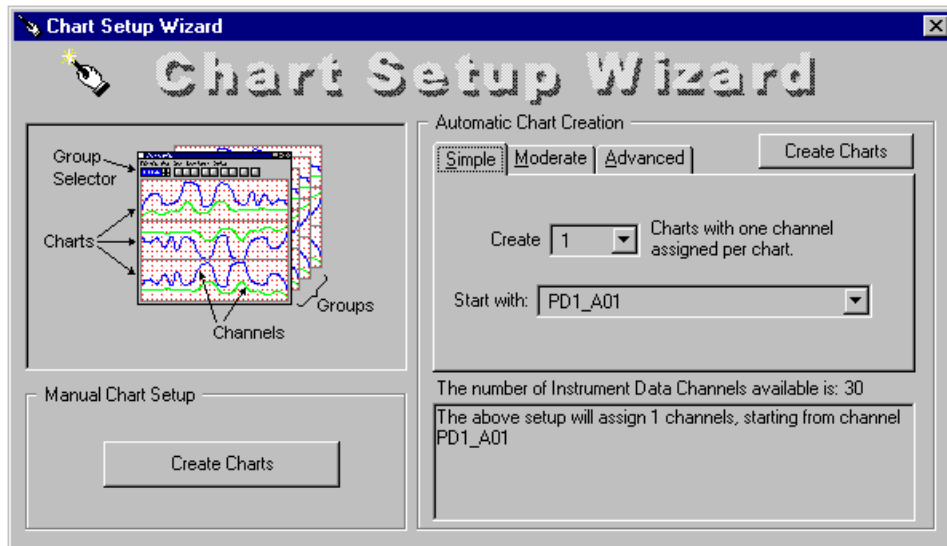 Chart Setup Wizard
Chart Setup Wizard
Group
Selector
Charts
Channels
Groups
Manual Chart Setup
Create Charts
Automatic Chart Creation
Simple
Moderate
Advanced
Create Charts
Create
1
Charts with one channel
assigned per chart.
Start with:
PD1_A01
The number of Instrument Data Channels available is: 30
The above setup will assign 1 channels, starting from channel
PD1_A01